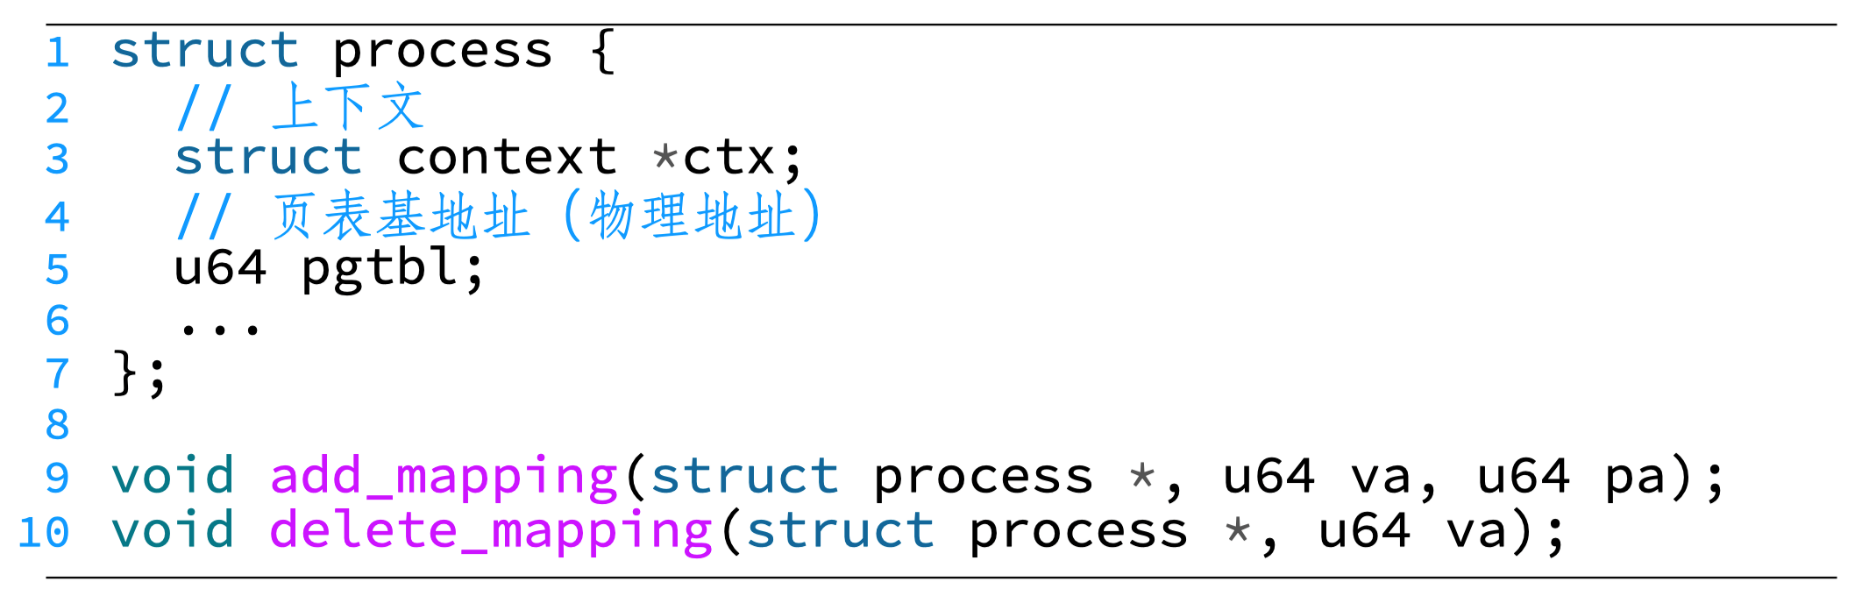 1 struct process {
2   // 上下文
3   struct context *ctx;
4   // 页表基地址（物理地址）
5   u64 pgtbl;
6   ...
7 };
8
9 void add_mapping(struct process *, u64 va, u64 pa);
10 void delete_mapping(struct process *, u64 va);